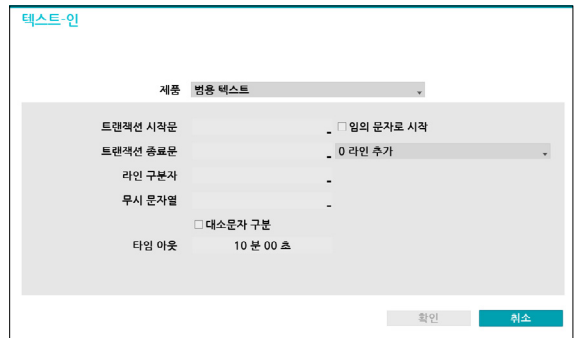 텍스트-인
제품 범용 텍스트
트랜잭션 시작문 임의 문자로 시작
트랜잭션 종료문 0 라인 추가
라인 구분자
무시 문자열
대소문자 구분
타임 아웃 10 분 00 초
확인 취소